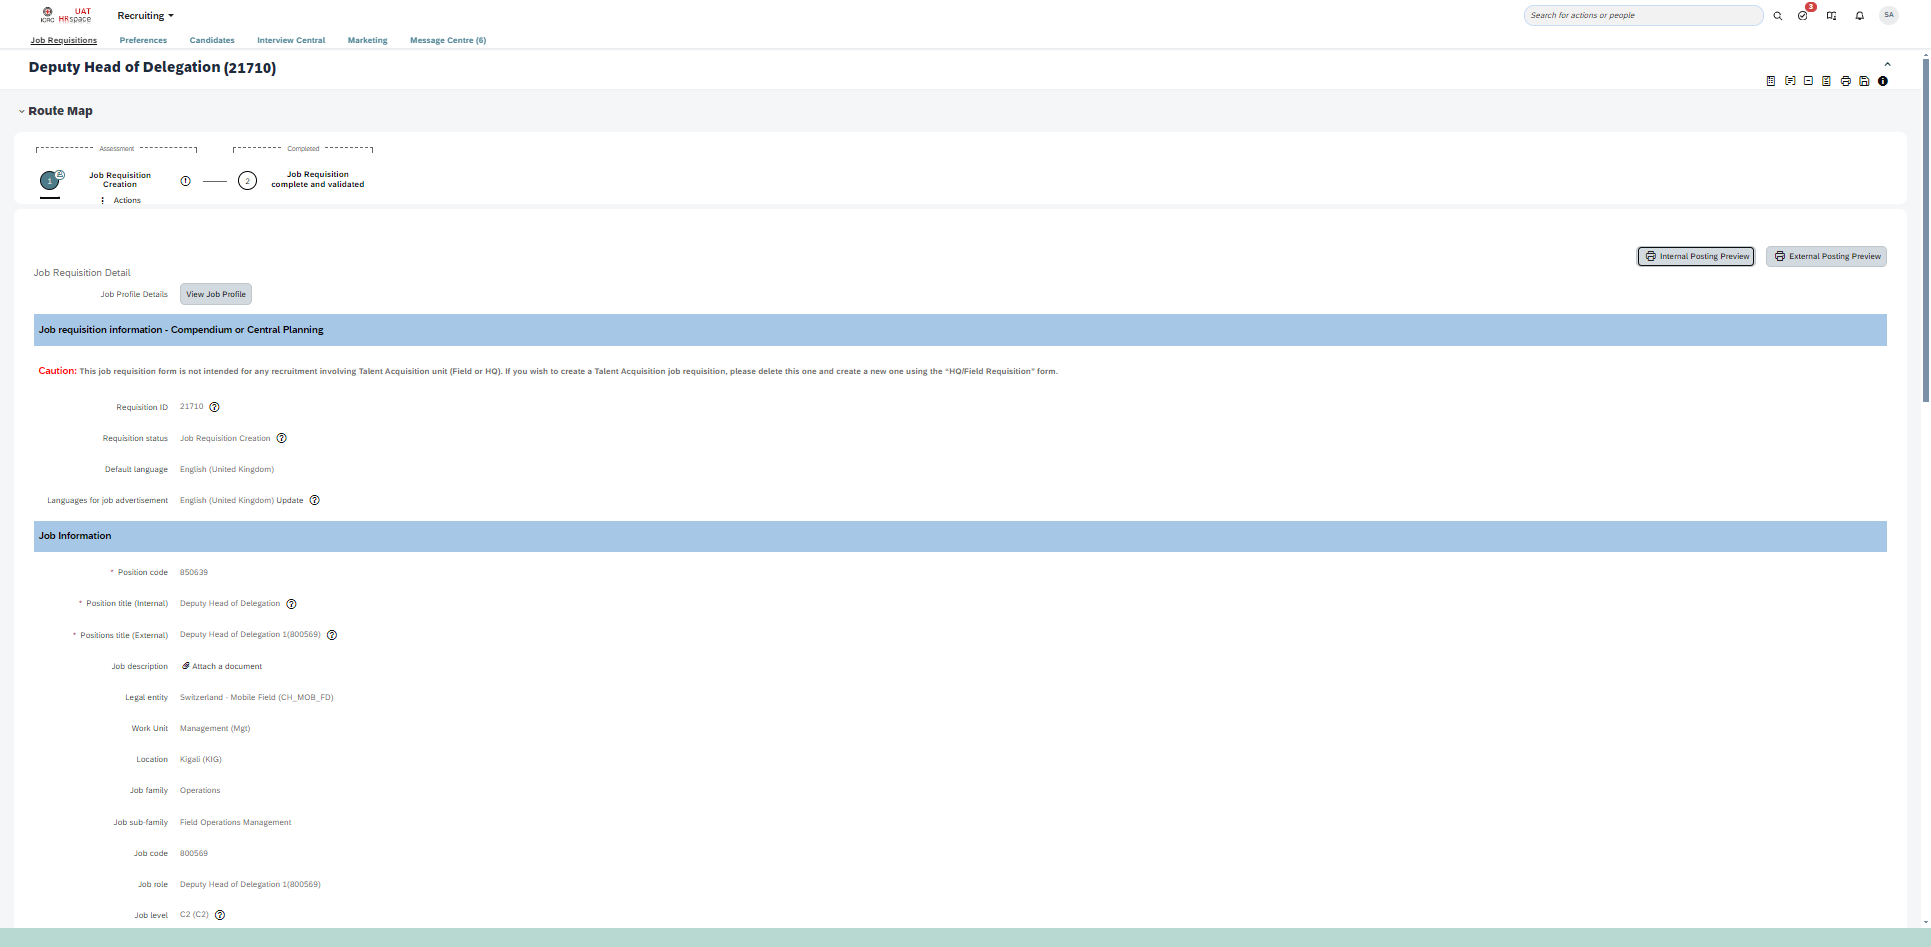 ICRC
UAT
HRspace
Recruiting
Search for actions or people
3
SA
Job Requisitions
Preferences
Candidates
Interview Central
Marketing
Message Centre (6)
Deputy Head of Delegation (21710)
Route Map
Assessment
Completed
1
Job Requisition
Creation
2
Job Requisition
complete and validated
Actions
Internal Posting Preview
External Posting Preview
Job Requisition Detail
Job Profile Details
View Job Profile
Job requisition information - Compendium or Central Planning
Caution: This job requisition form is not intended for any recruitment involving Talent Acquisition unit (Field or HQ). If you wish to create a Talent Acquisition job requisition, please delete this one and create a new one using the “HQ/Field Requisition” form.
Requisition ID 21710
Requisition status Job Requisition Creation
Default language English (United Kingdom)
Languages for job advertisement English (United Kingdom) Update
Job Information
* Position code 850639
* Position title (Internal) Deputy Head of Delegation
* Positions title (External) Deputy Head of Delegation 1(800569)
Job description Attach a document
Legal entity Switzerland - Mobile Field (CH_MOB_FD)
Work Unit Management (Mgt)
Location Kigali (KIG)
Job family Operations
Job sub-family Field Operations Management
Job code 800569
Job role Deputy Head of Delegation 1(800569)
Job level C2 (C2)